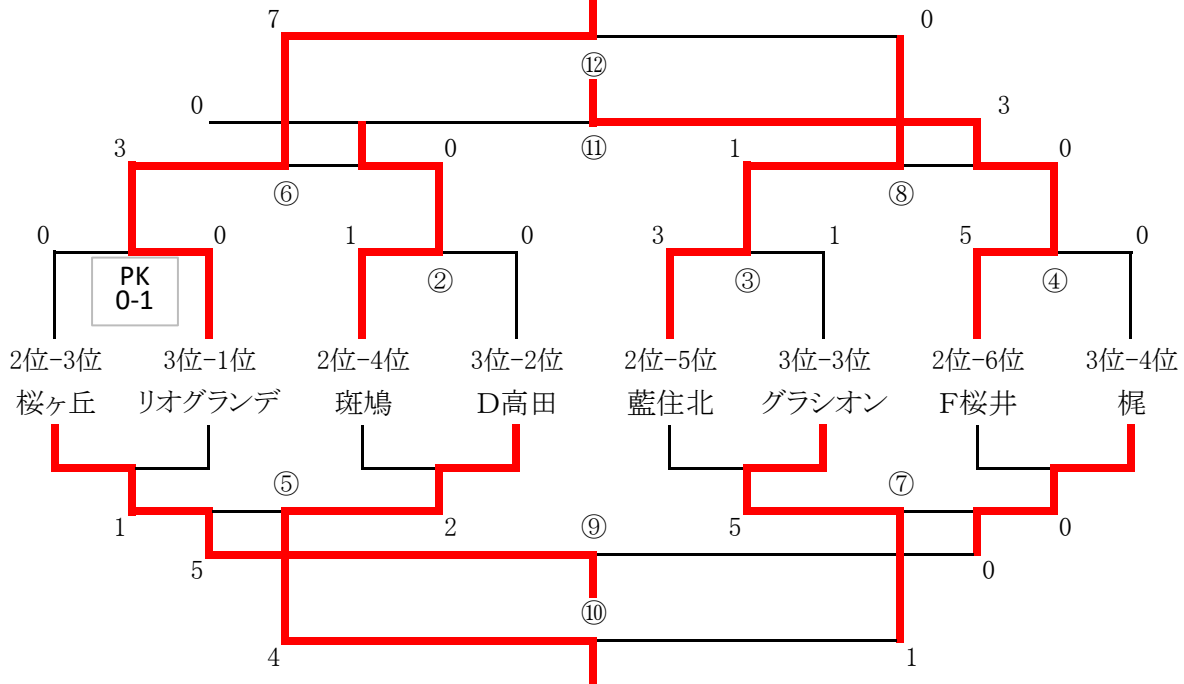 7 0
⑫
0 3
3 0 ⑪ 1 0
⑥ ⑧
0 0 1 0 3 1 5 0
PK
0-1
② ③ ④
2位-3位 3位-1位 2位-4位 3位-2位 2位-5位 3位-3位 2位-6位 3位-4位
桜ヶ丘 リオグランデ 斑鳩 D高田 藍住北 グラシオン F桜井 梶
⑤ ⑦
1 2 ⑨ 5 0
5 0
⑩
4 1